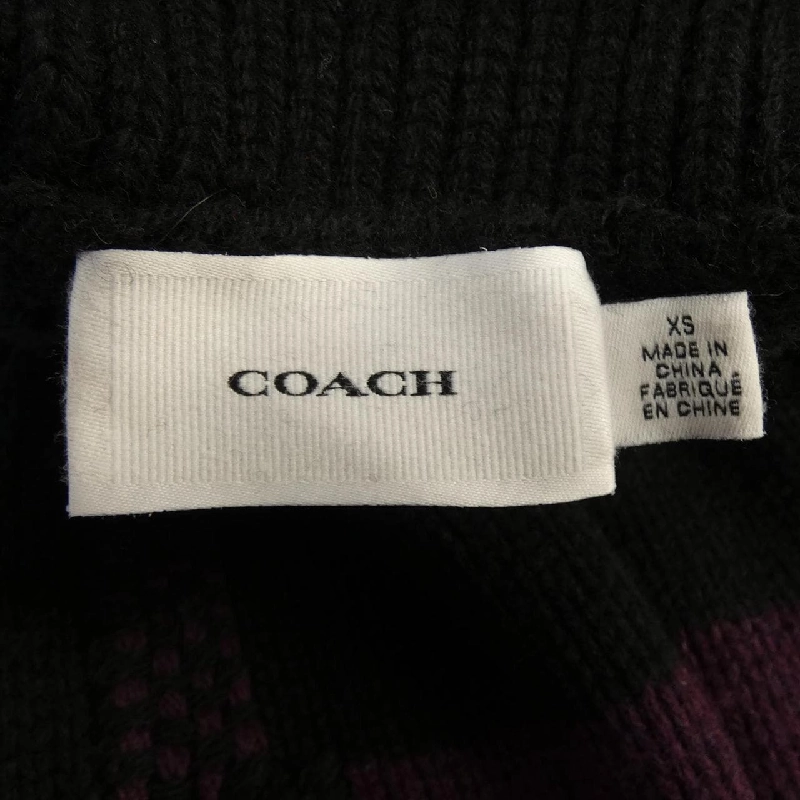 COACH
XS
MADE IN
CHINA
FABRIQUÉ
EN CHINE